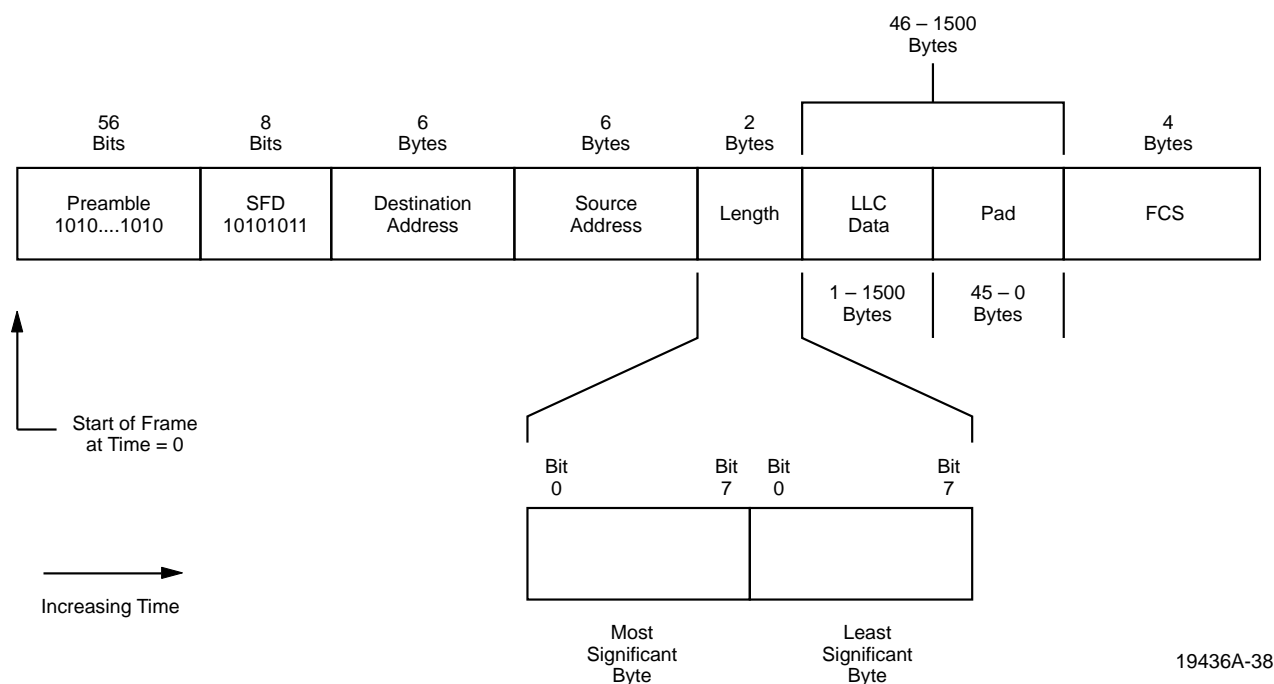 46 – 1500
Bytes
56
Bits
8
Bits
6
Bytes
6
Bytes
2
Bytes
4
Bytes
Preamble
1010....1010
SFD
10101011
Destination
Address
Source
Address
Length
LLC
Data
Pad
FCS
1 – 1500
Bytes
45 – 0
Bytes
Start of Frame
at Time = 0
Bit
0
Bit
7
Bit
0
Bit
7
Increasing Time
Most
Significant
Byte
Least
Significant
Byte
19436A-38